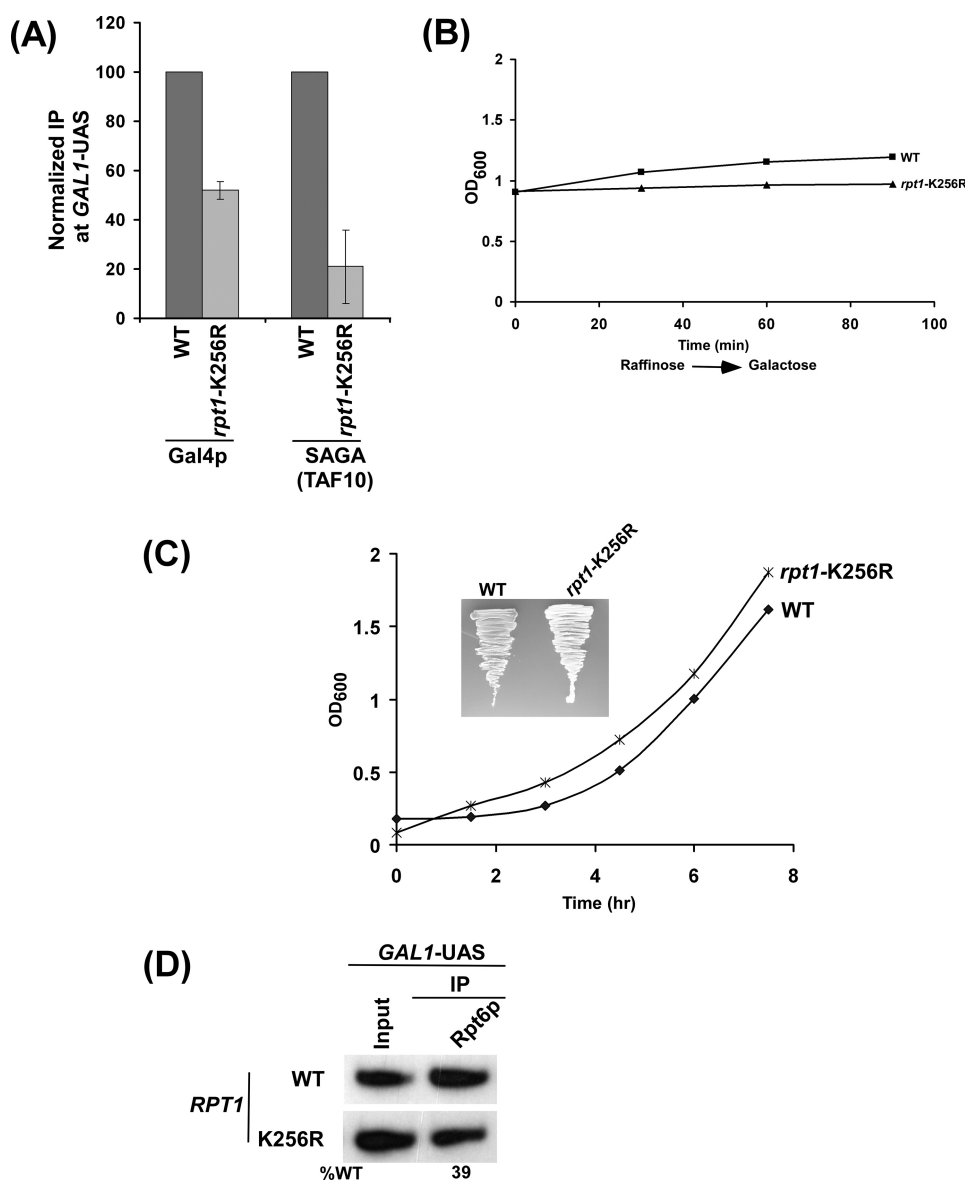 (A)
120
100
80
60
40
20
0
Normalized IP
at GAL1-UAS
WT
rpt1-K256R
WT
rpt1-K256R
Gal4p
SAGA
(TAF10)
(B)
2
1.5
1
0.5
0
OD600
WT
rpt1-K256R
0 20 40 60 80 100
Time (min)
Raffinose Galactose
(C)
2
1.5
1
0.5
0
OD600
WT
rpt1-K256R
rpt1-K256R
WT
0 2 4 6 8
Time (hr)
(D)
GAL1-UAS
IP
Input
Rpt6p
RPT1
WT
K256R
%WT 39